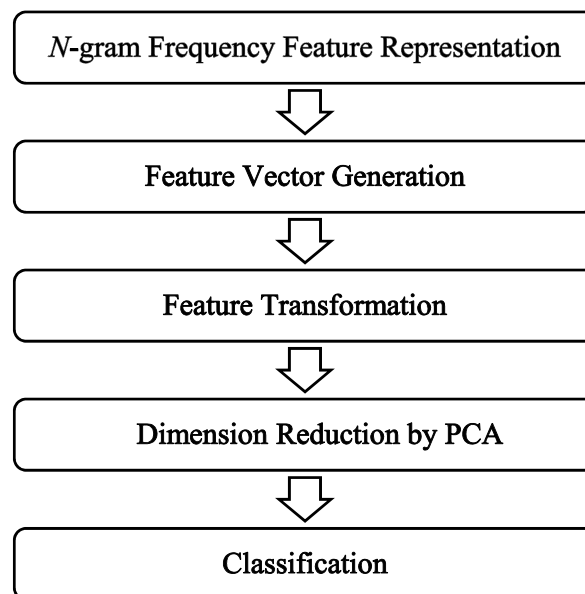 N-gram Frequency Feature Representation
Feature Vector Generation
Feature Transformation
Dimension Reduction by PCA
Classification